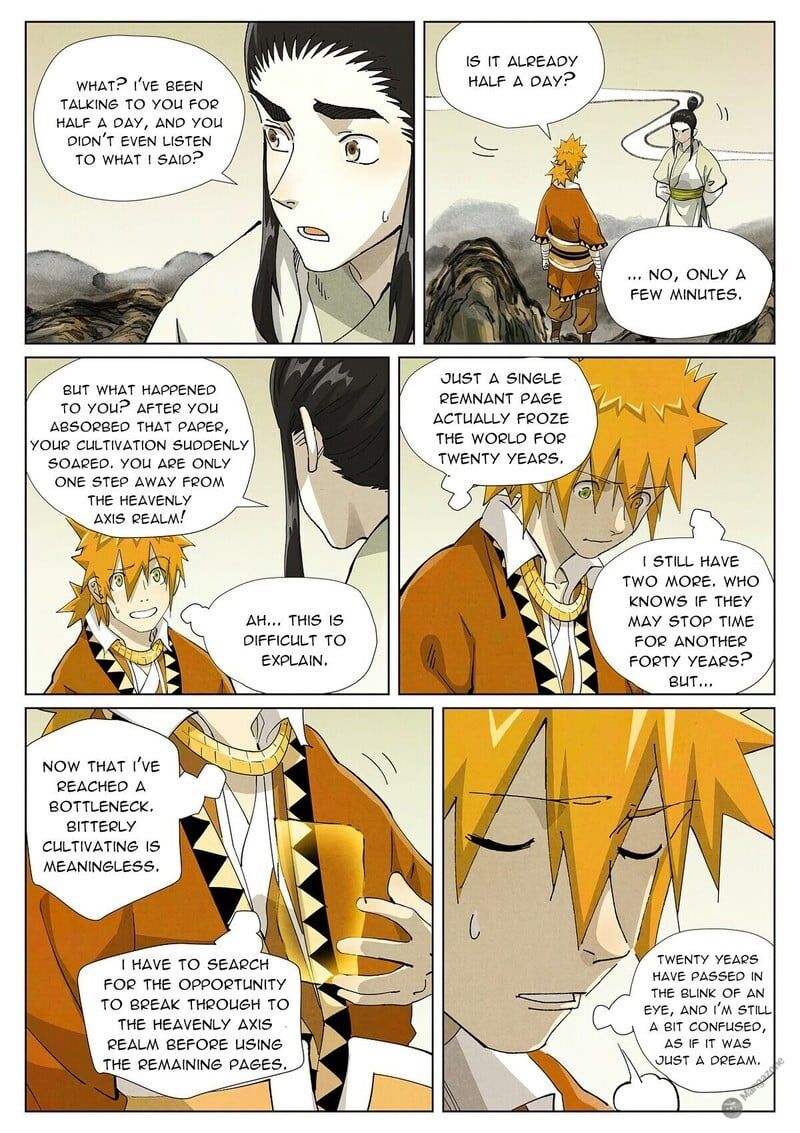 WHAT? I'VE BEEN
TALKING TO YOU FOR
HALF A DAY, AND YOU
DIDN'T EVEN LISTEN
TO WHAT I SAID?
IS IT ALREADY
HALF A DAY?
... NO, ONLY A
FEW MINUTES.
BUT WHAT HAPPENED
TO YOU? AFTER YOU
ABSORBED THAT PAPER,
YOUR CULTIVATION SUDDENLY
SOARED. YOU ARE ONLY
ONE STEP AWAY FROM
THE HEAVENLY
AXIS REALM!
AH... THIS IS
DIFFICULT TO
EXPLAIN.
JUST A SINGLE
REMNANT PAGE
ACTUALLY FROZE
THE WORLD FOR
TWENTY YEARS.
I STILL HAVE
TWO MORE. WHO
KNOWS IF THEY
MAY STOP TIME
FOR ANOTHER
FORTY YEARS?
BUT...
NOW THAT I'VE
REACHED A
BOTTLENECK.
BITTERLY
CULTIVATING IS
MEANINGLESS.
I HAVE TO SEARCH
FOR THE OPPORTUNITY
TO BREAK THROUGH TO
THE HEAVENLY AXIS
REALM BEFORE USING
THE REMAINING PAGES.
TWENTY YEARS
HAVE PASSED IN
THE BLINK OF AN
EYE, AND I'M STILL
A BIT CONFUSED,
AS IF IT WAS
JUST A DREAM.
Mangazone